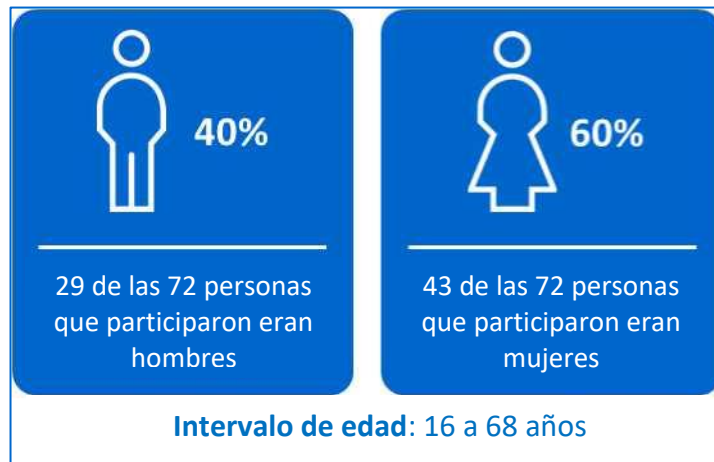 40%
29 de las 72 personas
que participaron eran
hombres
60%
43 de las 72 personas
que participaron eran
mujeres
Intervalo de edad: 16 a 68 años